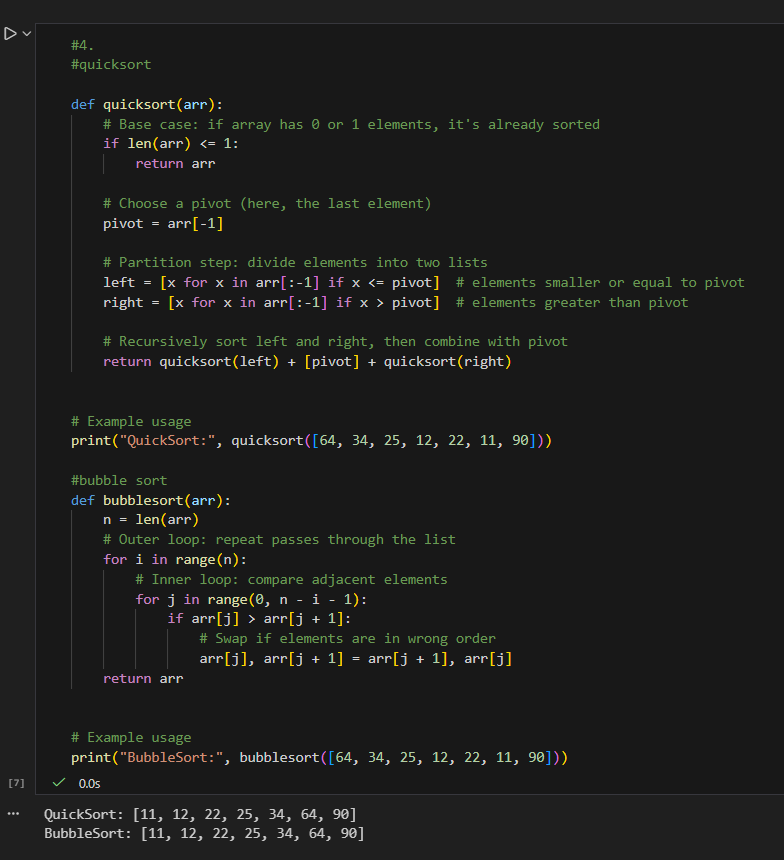 #4.
#quicksort
def quicksort(arr):
# Base case: if array has 0 or 1 elements, it's already sorted
if len(arr) <= 1:
return arr
# Choose a pivot (here, the last element)
pivot = arr[-1]
# Partition step: divide elements into two lists
left = [x for x in arr[:-1] if x <= pivot]  # elements smaller or equal to pivot
right = [x for x in arr[:-1] if x > pivot]  # elements greater than pivot
# Recursively sort left and right, then combine with pivot
return quicksort(left) + [pivot] + quicksort(right)
# Example usage
print("QuickSort:", quicksort([64, 34, 25, 12, 22, 11, 90]))
#bubble sort
def bubblesort(arr):
n = len(arr)
# Outer loop: repeat passes through the list
for i in range(n):
# Inner loop: compare adjacent elements
for j in range(0, n - i - 1):
if arr[j] > arr[j + 1]:
# Swap if elements are in wrong order
arr[j], arr[j + 1] = arr[j + 1], arr[j]
return arr
# Example usage
print("BubbleSort:", bubblesort([64, 34, 25, 12, 22, 11, 90]))
[7] 0.0s
QuickSort: [11, 12, 22, 25, 34, 64, 90]
BubbleSort: [11, 12, 22, 25, 34, 64, 90]